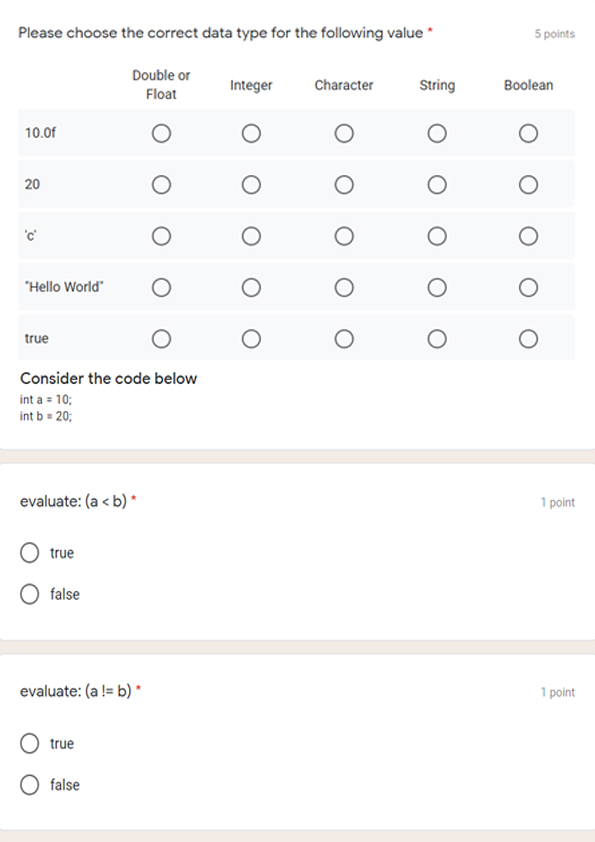 Please choose the correct data type for the following value * 5 points
Double or Float Integer Character String Boolean
10.0f
20
'c'
"Hello World"
true
Consider the code below
int a = 10;
int b = 20;
evaluate: (a < b) * 1 point
true
false
evaluate: (a != b) * 1 point
true
false